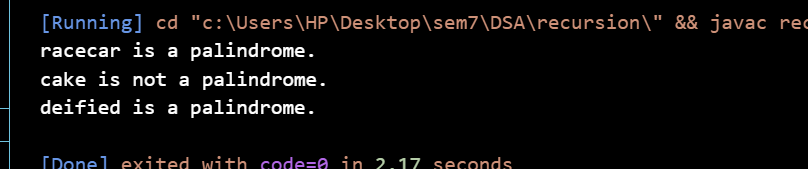 [Running] cd "c:\Users\HP\Desktop\sem7\DSA\recursion\" && javac rec
racecar is a palindrome.
cake is not a palindrome.
deified is a palindrome.
[Done] exited with code=0 in 2.17 seconds